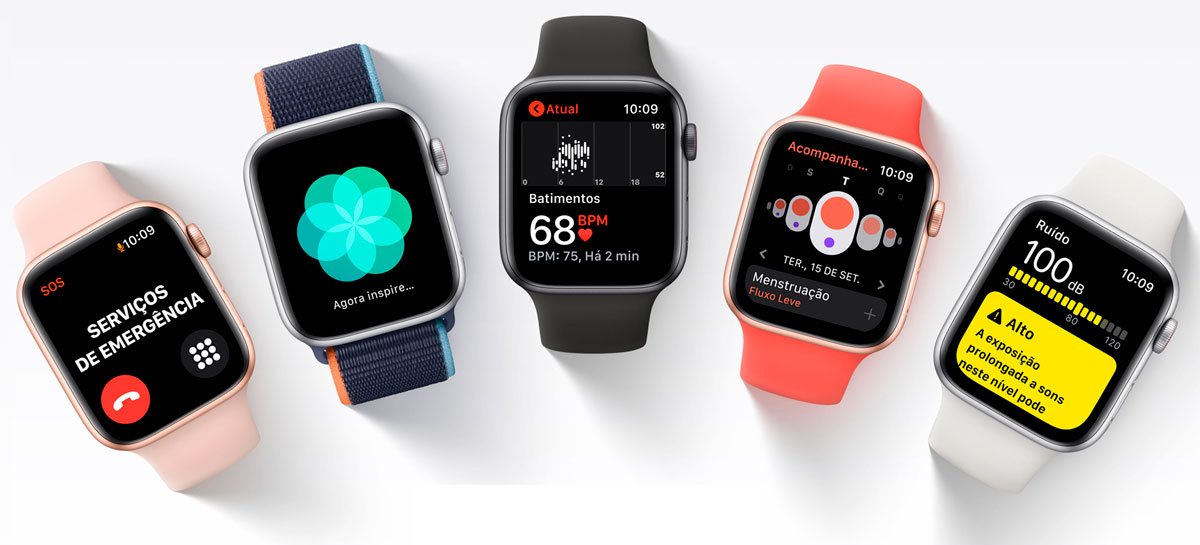 10:09
SOS
SERVIÇOS
DE EMERGÊNCIA
Agora inspire...
Atual 10:09
102
52
0 6 12 18
Batimentos
68 BPM
BPM: 75, Há 2 min
Acompanha... 10:09
D S T Q Q
TER., 15 DE SET.
Menstruação
Fluxo Leve
Ruído 10:09
100 dB
30 80 120
Alto
A exposição
prolongada a sons
neste nível pode